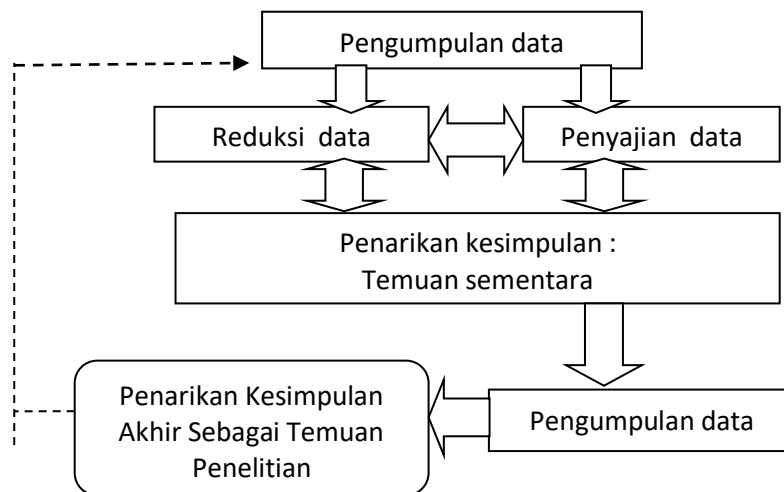 Pengumpulan data
Reduksi data
Penyajian data
Penarikan kesimpulan :
Temuan sementara
Penarikan Kesimpulan
Akhir Sebagai Temuan
Penelitian
Pengumpulan data